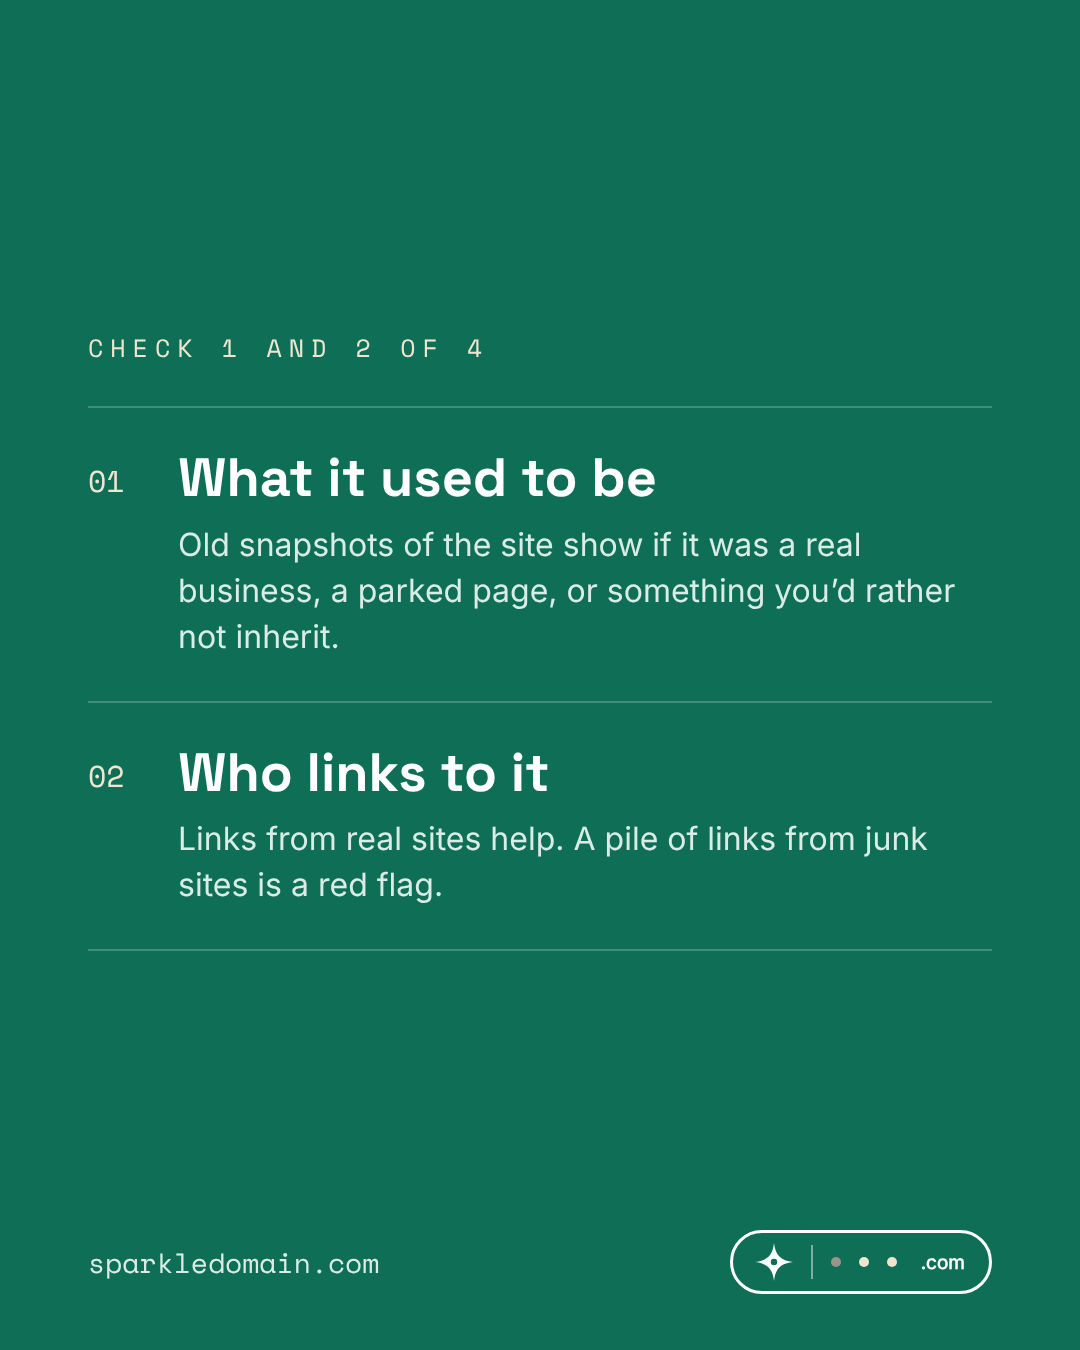 CHECK 1 AND 2 OF 4
01 What it used to be
Old snapshots of the site show if it was a real
business, a parked page, or something you’d rather
not inherit.
02 Who links to it
Links from real sites help. A pile of links from junk
sites is a red flag.
sparkledomain.com
.com